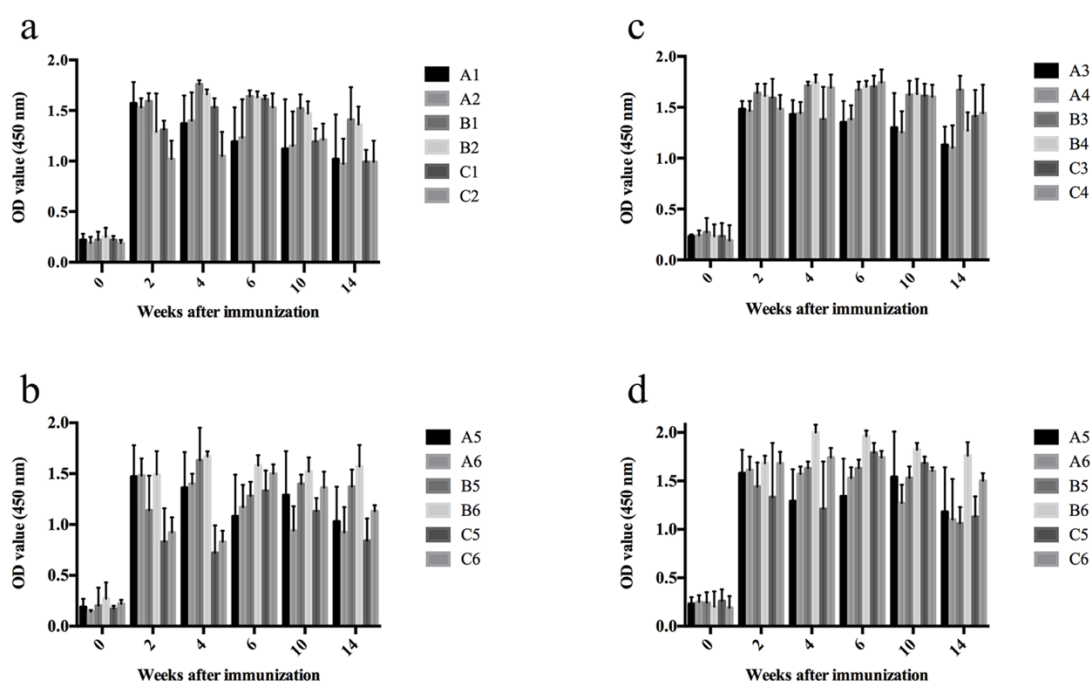 a
2.0
1.5
1.0
0.5
0.0
OD value (450 nm)
0 2 4 6 10 14
Weeks after immunization
A1
A2
B1
B2
C1
C2
c
2.0
1.5
1.0
0.5
0.0
OD value (450 nm)
0 2 4 6 10 14
Weeks after immunization
A3
A4
B3
B4
C3
C4
b
2.0
1.5
1.0
0.5
0.0
OD value (450 nm)
0 2 4 6 10 14
Weeks after immunization
A5
A6
B5
B6
C5
C6
d
2.0
1.5
1.0
0.5
0.0
OD value (450 nm)
0 2 4 6 10 14
Weeks after immunization
A5
A6
B5
B6
C5
C6